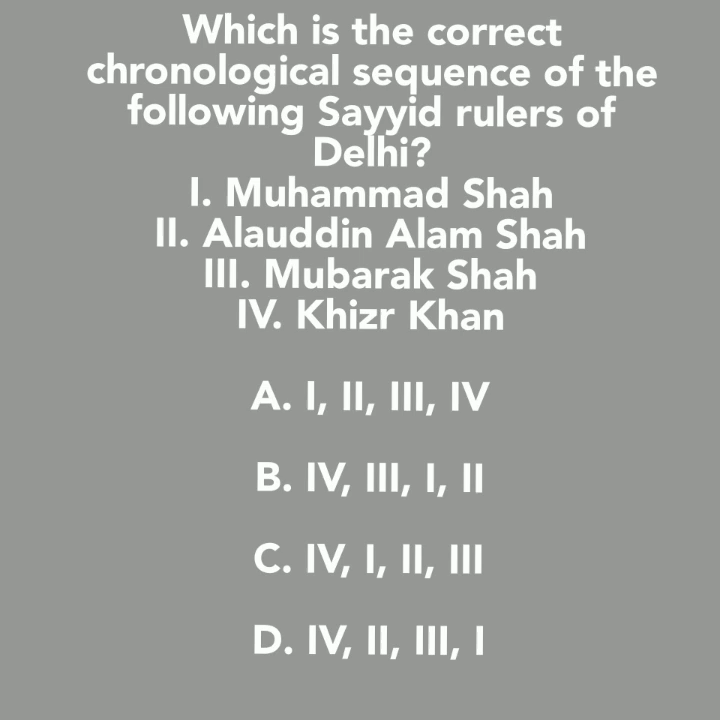 Which is the correct
chronological sequence of the
following Sayyid rulers of
Delhi?
I. Muhammad Shah
II. Alauddin Alam Shah
III. Mubarak Shah
IV. Khizr Khan
A. I, II, III, IV
B. IV, III, I, II
C. IV, I, II, III
D. IV, II, III, I